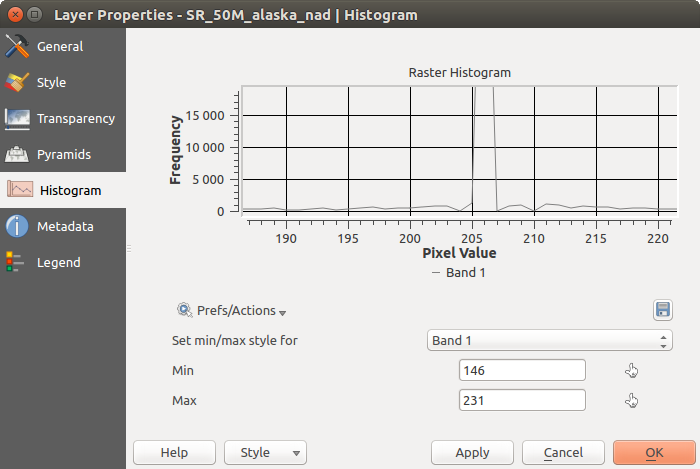 Layer Properties - SR_50M_alaska_nad | Histogram
General
Style
Transparency
Pyramids
Histogram
Metadata
Legend
Raster Histogram
Frequency
15 000
10 000
5 000
0
190 195 200 205 210 215 220
Pixel Value
Band 1
Prefs/Actions
Set min/max style for Band 1
Min 146
Max 231
Help Style Apply Cancel OK